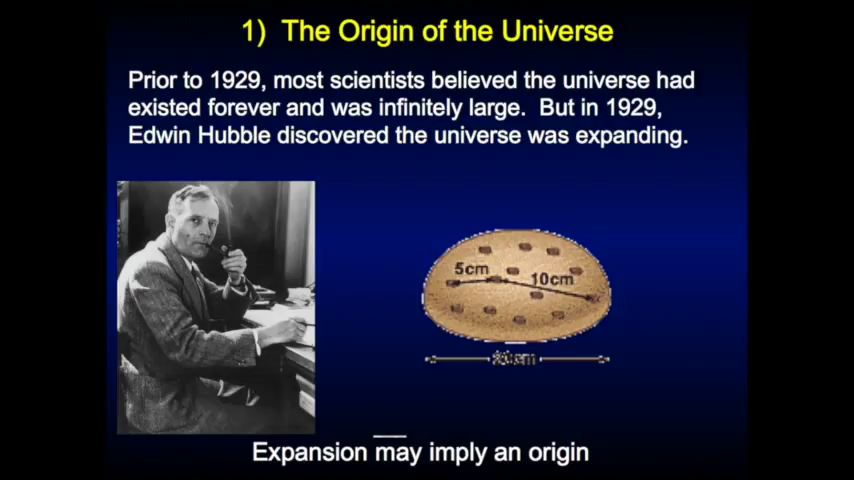 1) The Origin of the Universe
Prior to 1929, most scientists believed the universe had
existed forever and was infinitely large. But in 1929,
Edwin Hubble discovered the universe was expanding.
5cm
10cm
Expansion may imply an origin